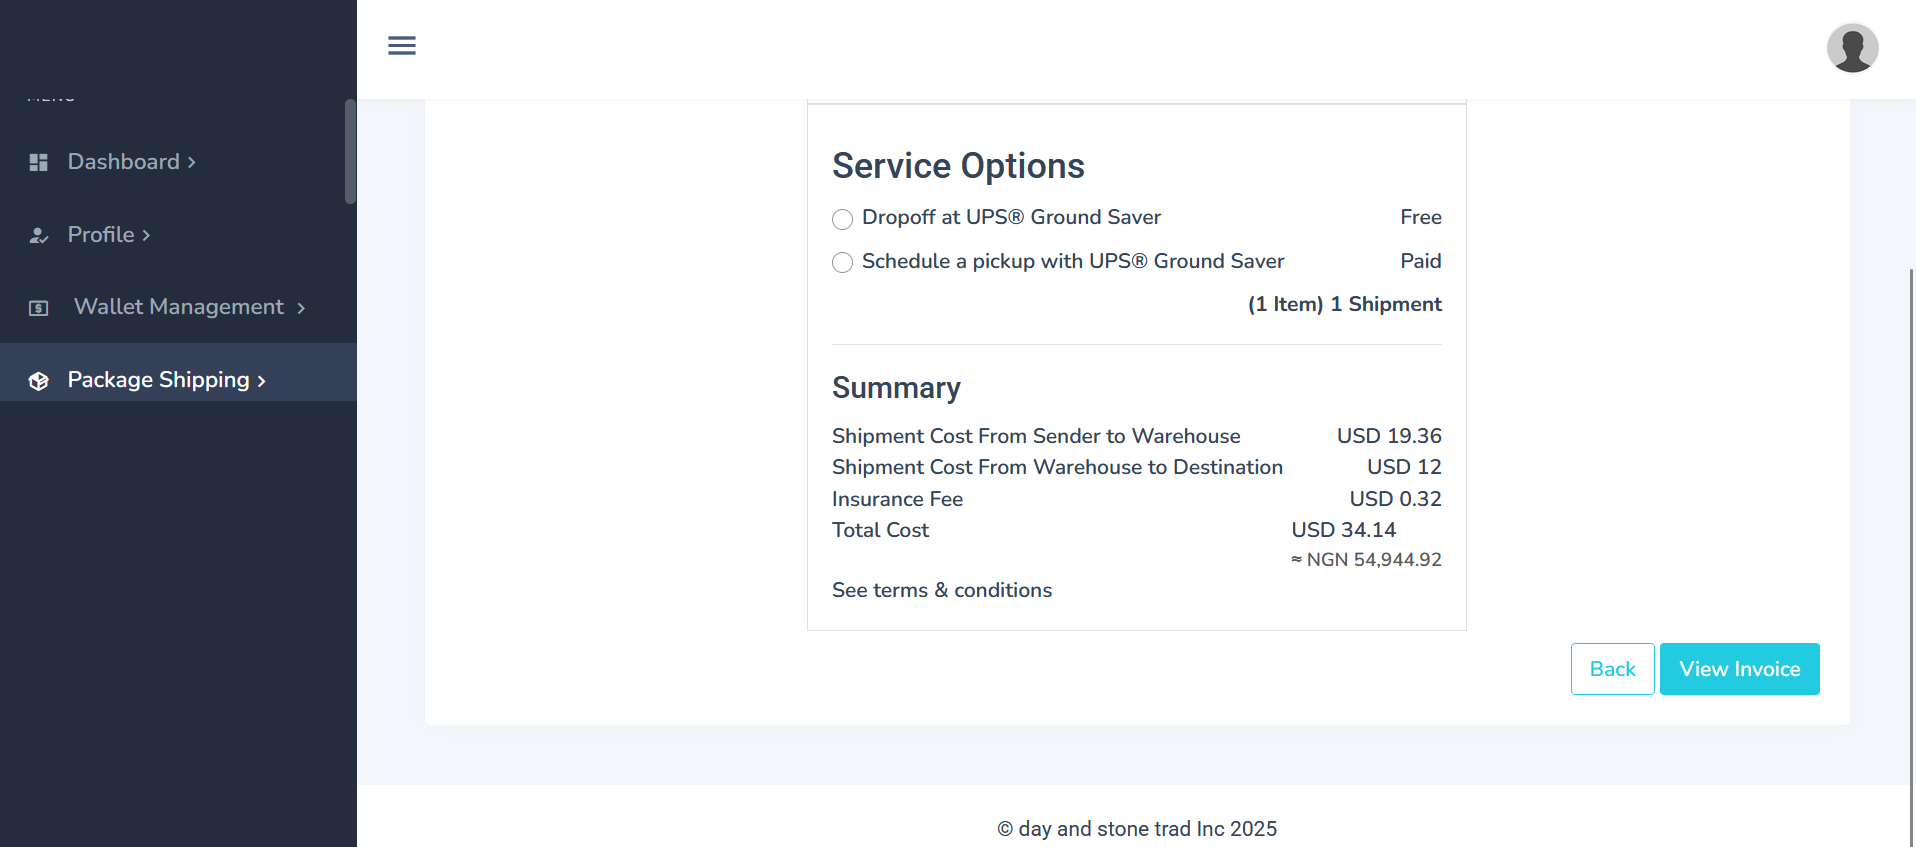 MENU
Dashboard
Profile
Wallet Management
Package Shipping
Service Options
Dropoff at UPS® Ground Saver Free
Schedule a pickup with UPS® Ground Saver Paid
(1 Item) 1 Shipment
Summary
Shipment Cost From Sender to Warehouse USD 19.36
Shipment Cost From Warehouse to Destination USD 12
Insurance Fee USD 0.32
Total Cost USD 34.14
≈ NGN 54,944.92
See terms & conditions
Back View Invoice
© day and stone trad Inc 2025